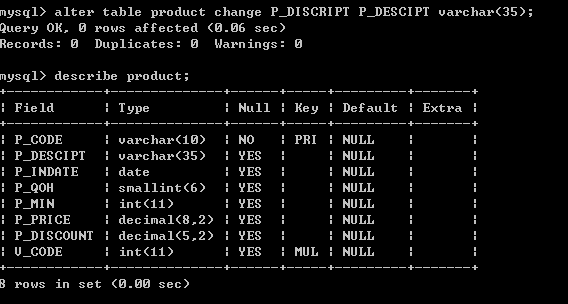 mysql> alter table product change P_DISCRIPT P_DESCIPT varchar(35);
Query OK, 0 rows affected (0.06 sec)
Records: 0  Duplicates: 0  Warnings: 0
mysql> describe product;
+------------+--------------+------+-----+---------+-------+
| Field      | Type         | Null | Key | Default | Extra |
+------------+--------------+------+-----+---------+-------+
| P_CODE     | varchar(10)  | NO   | PRI | NULL    |       |
| P_DESCIPT  | varchar(35)  | YES  |     | NULL    |       |
| P_INDATE   | date         | YES  |     | NULL    |       |
| P_QOH      | smallint(6)  | YES  |     | NULL    |       |
| P_MIN      | int(11)      | YES  |     | NULL    |       |
| P_PRICE    | decimal(8,2) | YES  |     | NULL    |       |
| P_DISCOUNT | decimal(5,2) | YES  |     | NULL    |       |
| V_CODE     | int(11)      | YES  | MUL | NULL    |       |
+------------+--------------+------+-----+---------+-------+
8 rows in set (0.00 sec)